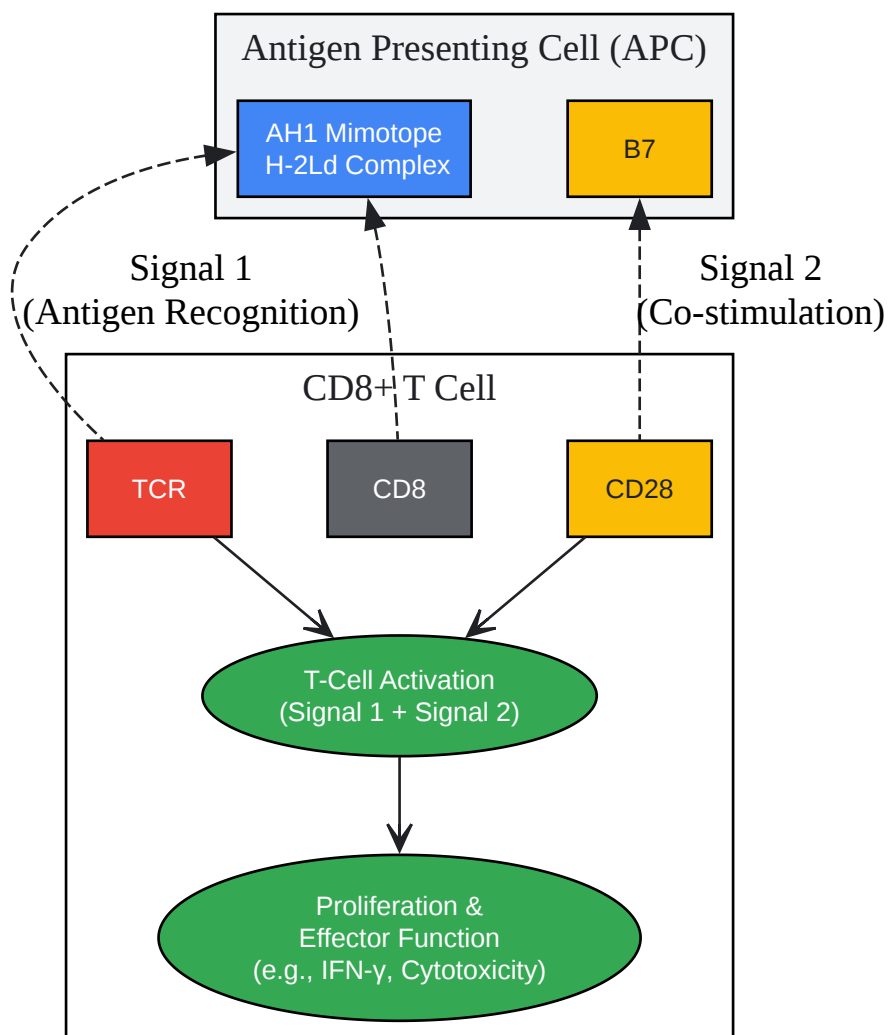 Antigen Presenting Cell (APC)
AH1 Mimotope
H-2Ld Complex
B7
Signal 1
(Antigen Recognition)
Signal 2
(Co-stimulation)
CD8+ T Cell
TCR
CD8
CD28
T-Cell Activation
(Signal 1 + Signal 2)
Proliferation &
Effector Function
(e.g., IFN-γ, Cytotoxicity)